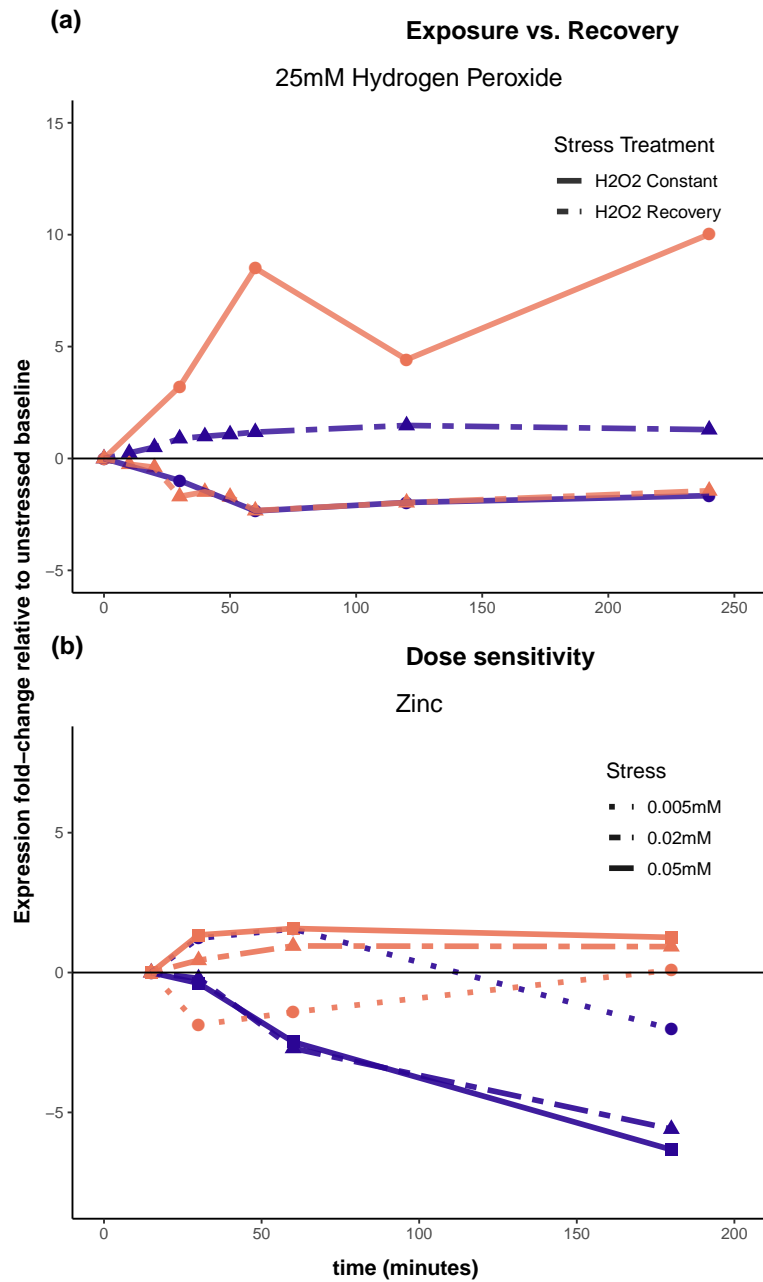 (a)
Exposure vs. Recovery
25mM Hydrogen Peroxide
Stress Treatment
H2O2 Constant
H2O2 Recovery
15
10
5
0
−5
0
50
100
150
200
250
Expression fold−change relative to unstressed baseline
(b)
Dose sensitivity
Zinc
Stress
0.005mM
0.02mM
0.05mM
5
0
−5
0
50
100
150
200
time (minutes)